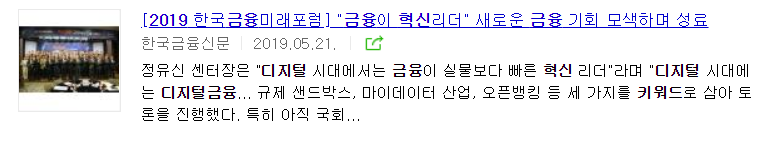 [2019 한국금융미래포럼] "금융이 혁신리더" 새로운 금융 기회 모색하며 성료
한국금융신문 | 2019.05.21. |
정유신 센터장은 "디지털 시대에서는 금융이 실물보다 빠른 혁신 리더"라며 "디지털 시대에
는 디지털금융... 규제 샌드박스, 마이데이터 산업, 오픈뱅킹 등 세 가지를 키워드로 삼아 토
론을 진행했다. 특히 아직 국회...